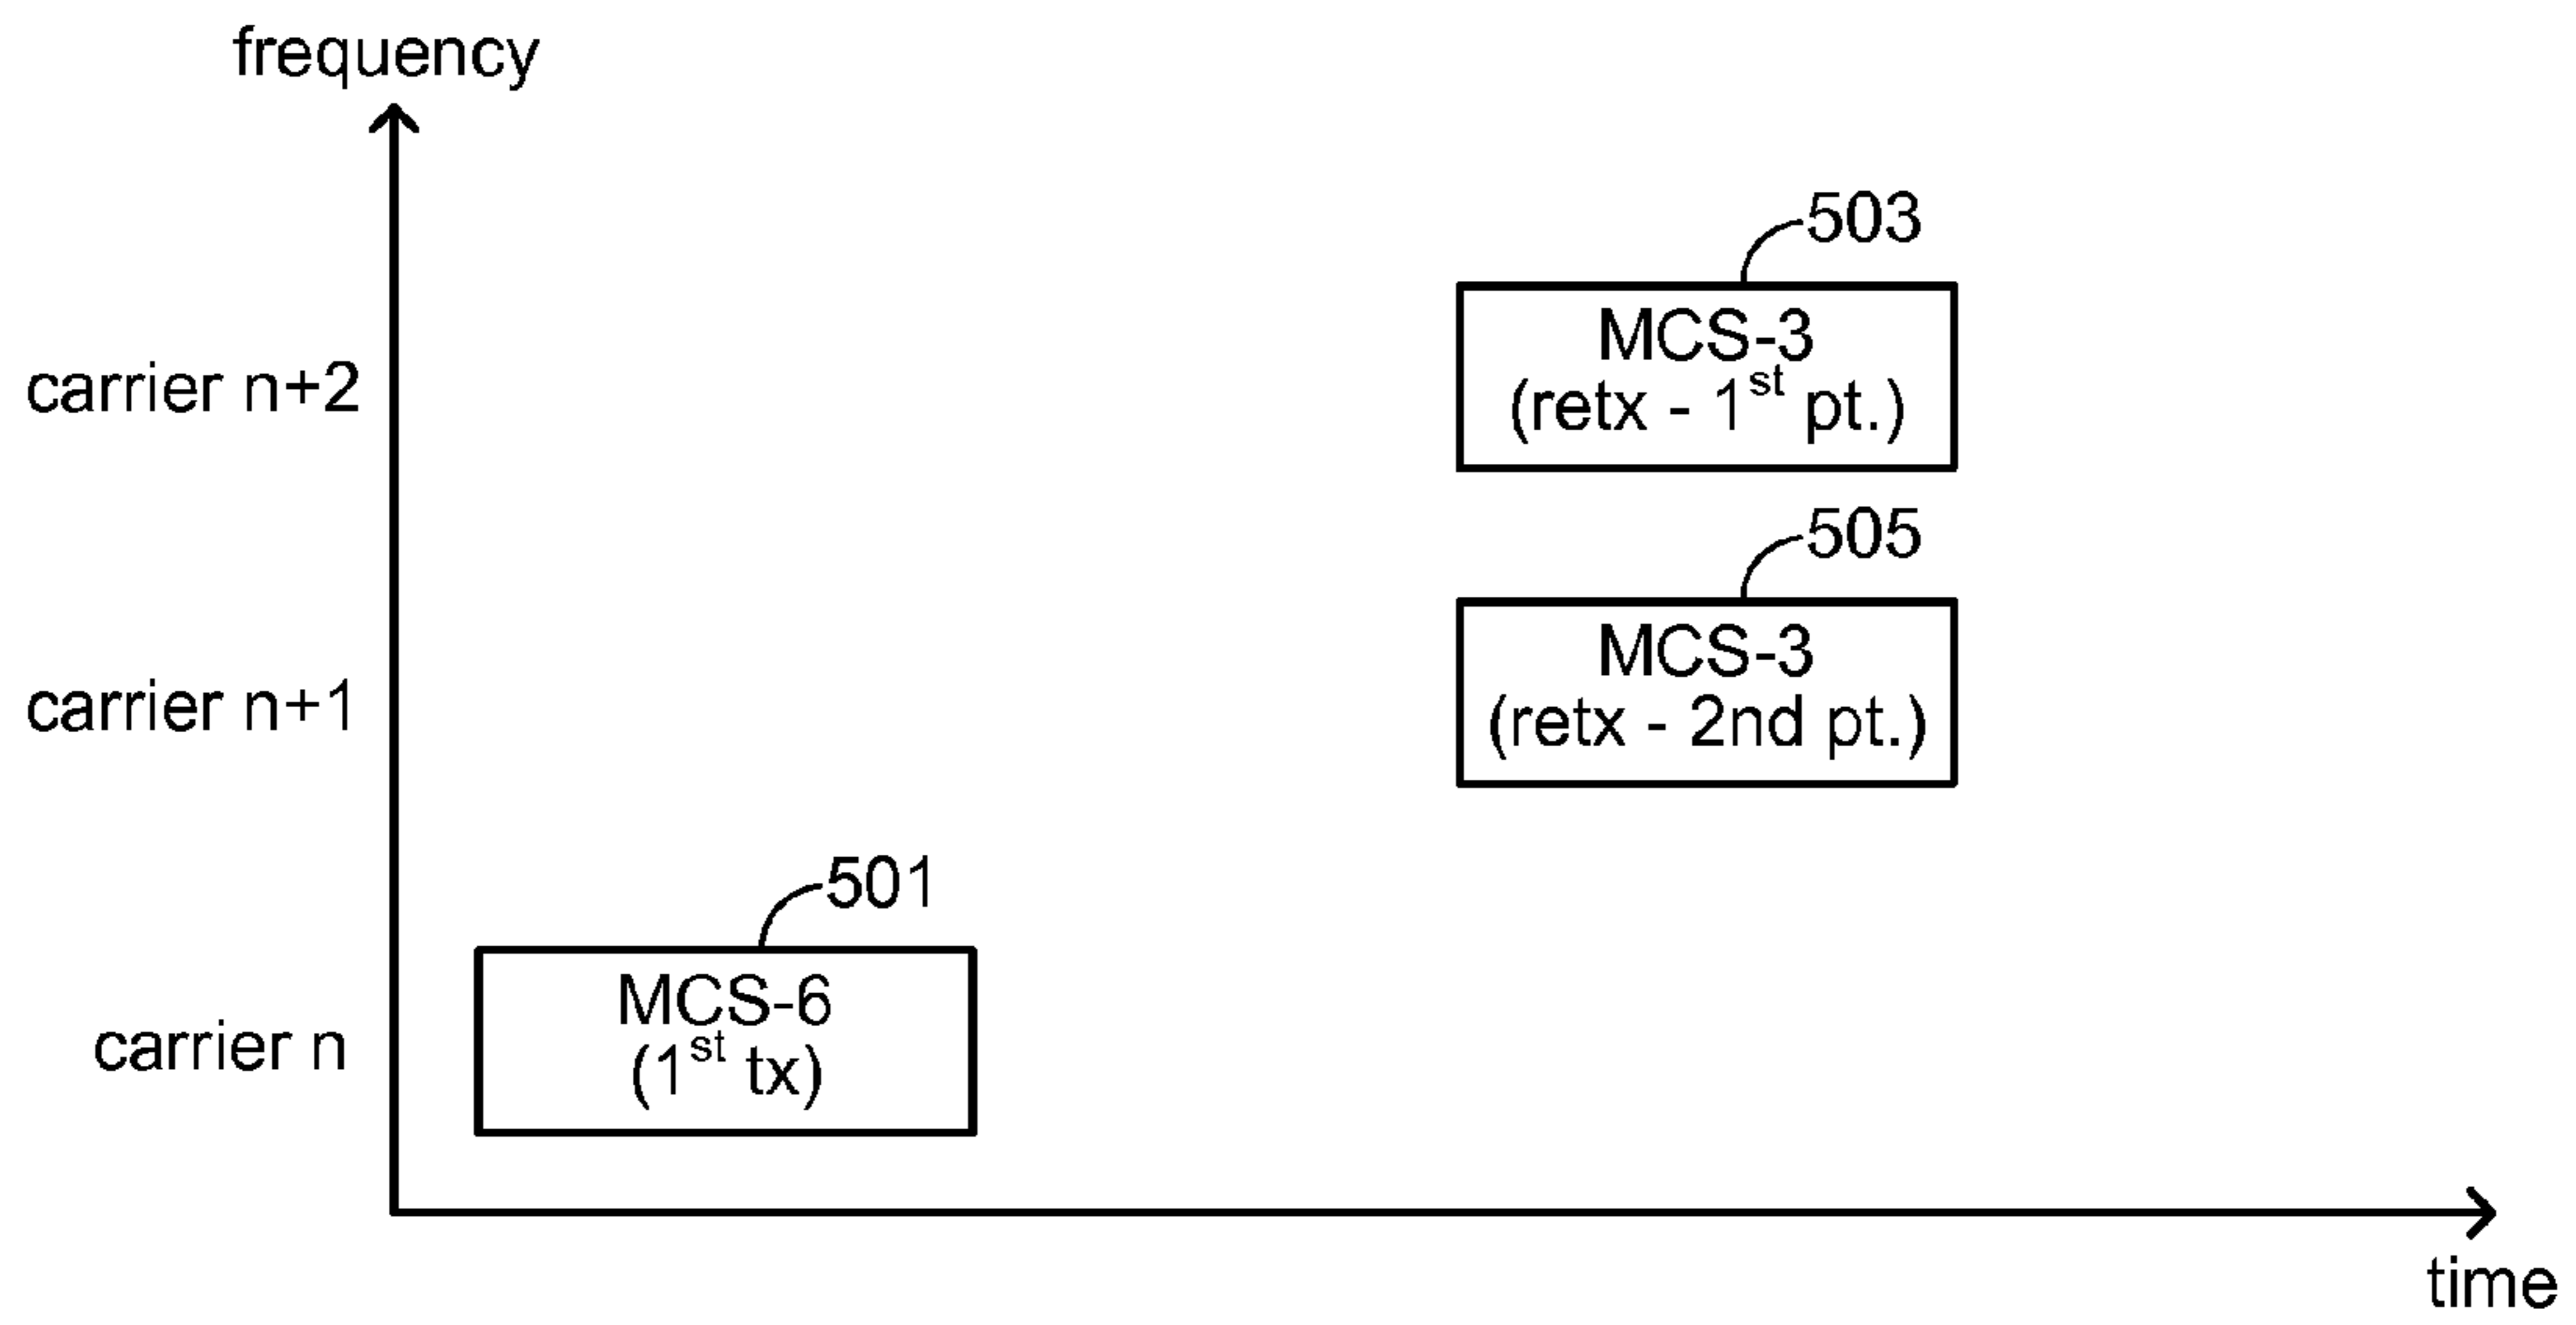 frequency
503
MCS-3
(retx - 1st pt.)
carrier n+2
505
MCS-3
(retx - 2nd pt.)
carrier n+1
501
MCS-6
(1st tx)
carrier n
time